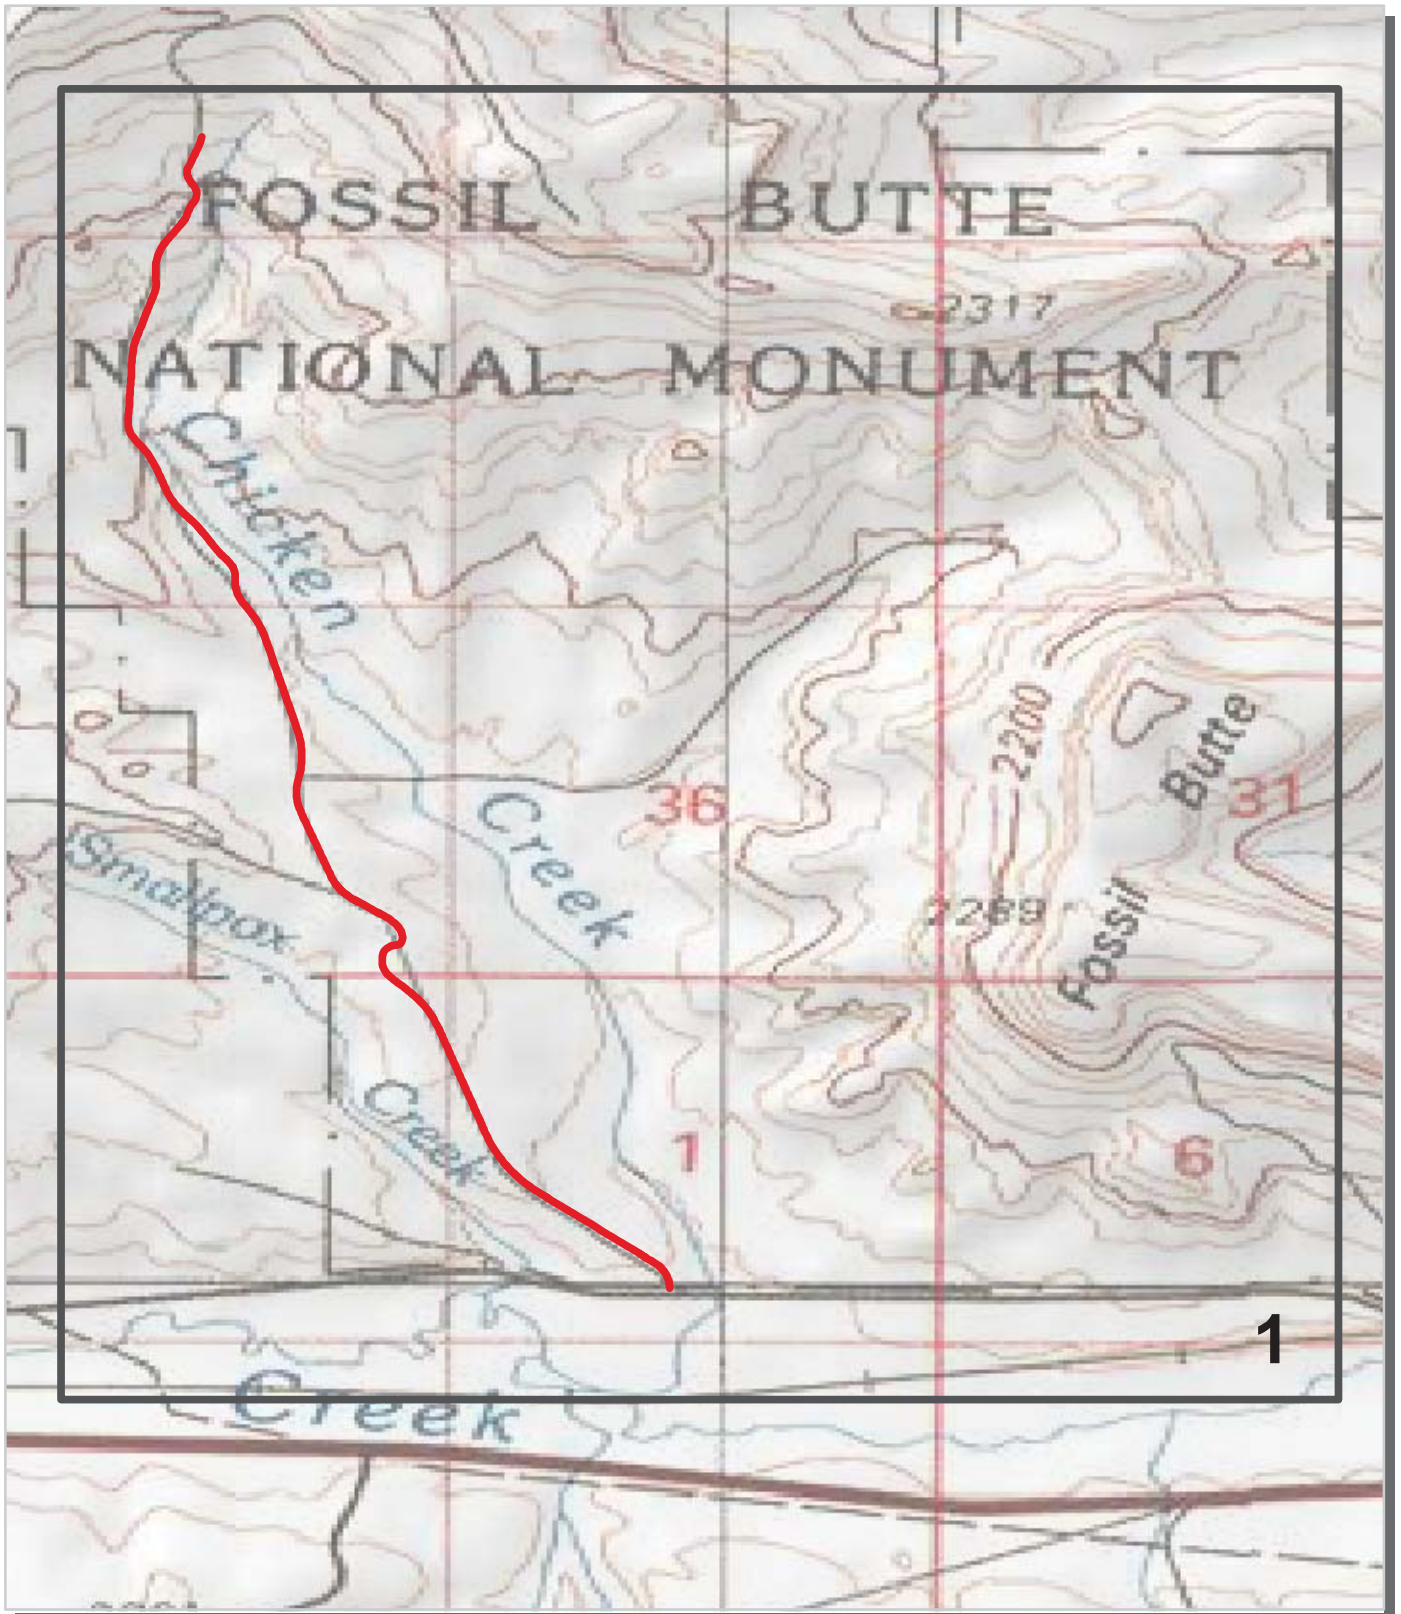 FOSSIL BUTTE
2317
NATIONAL MONUMENT
Chicken
2200
Butte
36
31
Creek
Smallpox
2289
Fossil
Creek
1
6
1
Creek